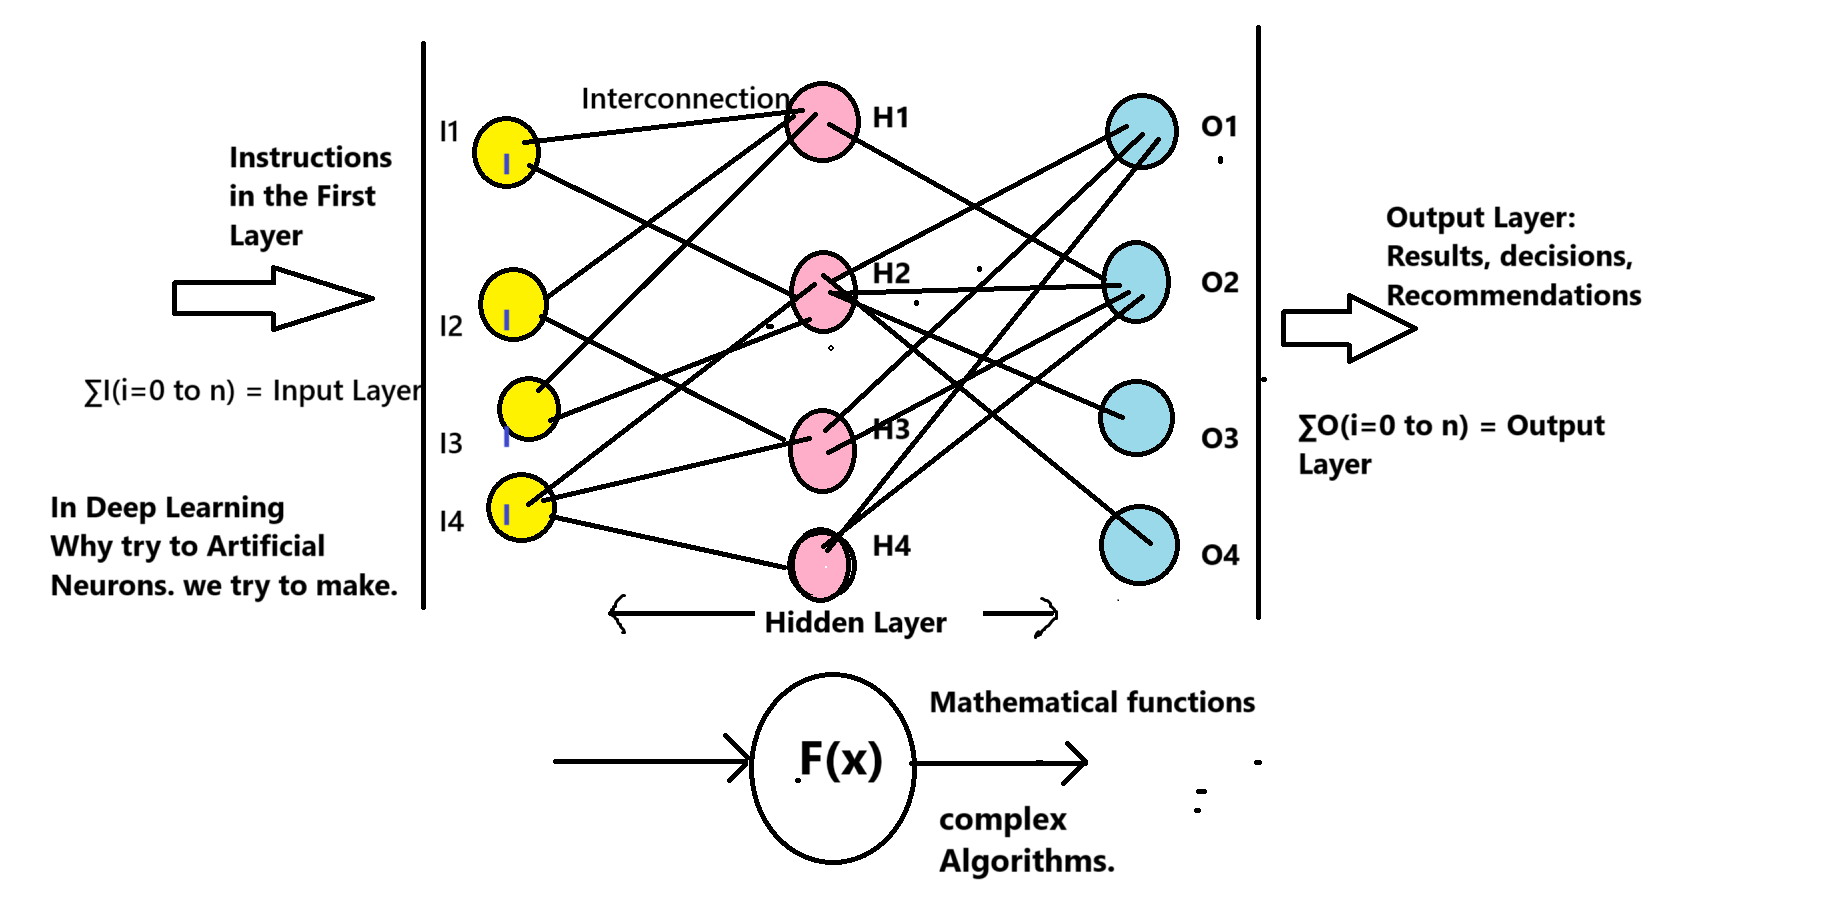 Instructions
in the First
Layer
∑I(i=0 to n) = Input Layer
In Deep Learning
Why try to Artificial
Neurons. we try to make.
Interconnection
I1
I
I2
I
I3
I
I4
I
H1
H2
H3
H4
O1
O2
O3
O4
Hidden Layer
Output Layer:
Results, decisions,
Recommendations
∑O(i=0 to n) = Output
Layer
F(x)
Mathematical functions
complex
Algorithms.